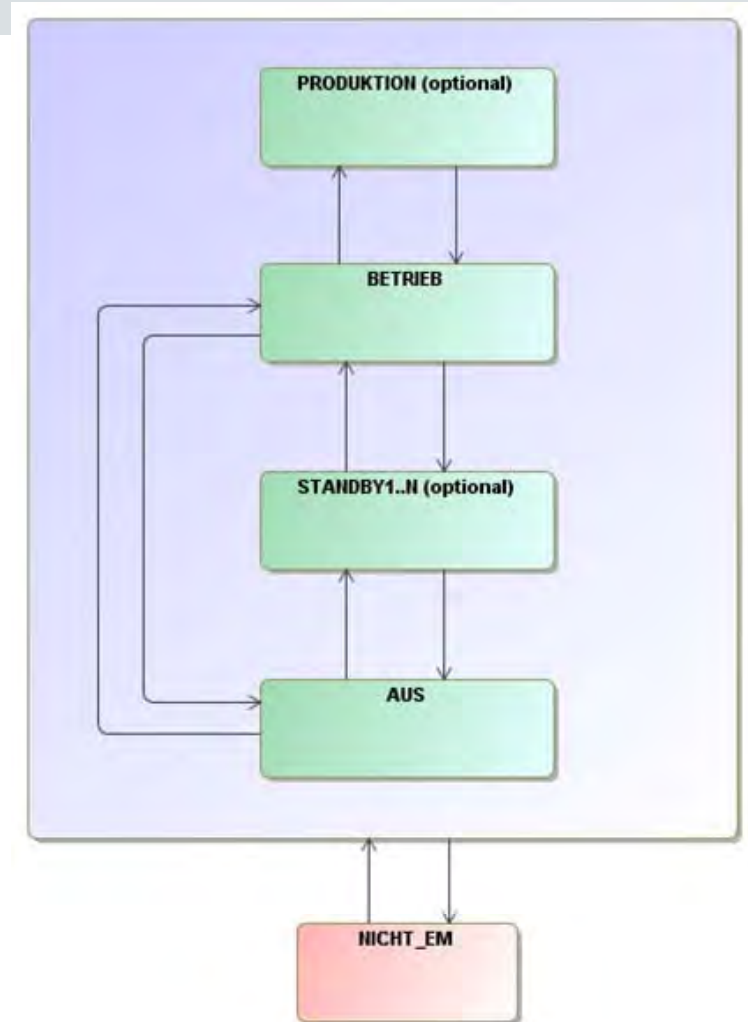 PRODUKTION (optional)
BETRIEB
STANDBY1..N (optional)
AUS
NICHT_EM